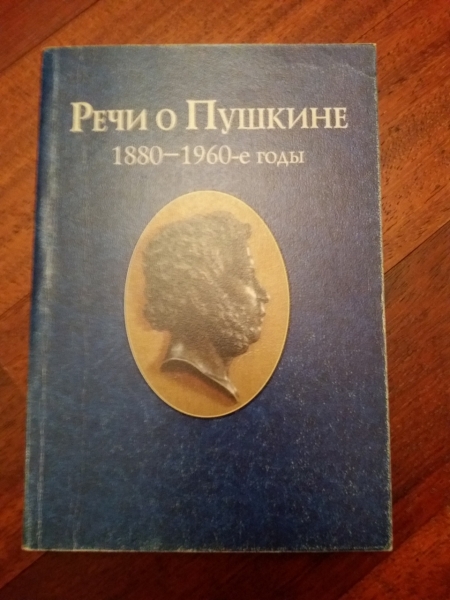 Речи о Пушкине
1880–1960-е годы